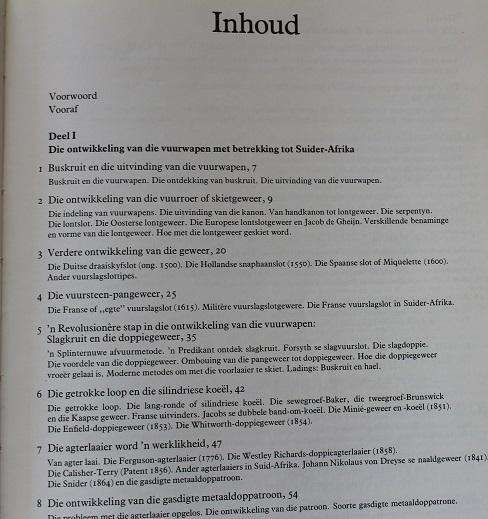 Inhoud
Voorwoord
Vooraf
Deel I
Die ontwikkeling van die vuurwapen met betrekking tot Suider-Afrika
1 Buskruit en die uitvinding van die vuurwapen, 7
Buskruit en die vuurwapen. Die ontdekking van buskruit. Die uitvinding van die vuurwapen.
2 Die ontwikkeling van die vuurroer of skietgeweer, 9
Die indeling van vuurwapens. Die uitvinding van die kanon. Van handkanon tot lontgeweer. Die serpentyn.
Die lontslot. Die Oosterse lontgeweer. Die Europese lontslotgeweer en Jacob de Gheijn. Verskillende benaminge
en vorme van die lontgeweer. Hoe met die lontgeweer geskiet word.
3 Verdere ontwikkeling van die geweer, 20
Die Duitse draaiskyfslot (ong. 1500). Die Hollandse snaphaanslot (1550). Die Spaanse slot of Miquelette (1600).
Ander vuurslagslottipes.
4 Die vuursteen-pangeweer, 25
Die Franse of „egte” vuurslagslot (1615). Militêre vuurslagslotgewere. Die Franse vuurslagslot in Suider-Afrika.
5 'n Revolusionêre stap in die ontwikkeling van die vuurwapen:
Slagkruit en die doppiegeweer, 35
'n Splinternuwe afvuurmetode. 'n Predikant ontdek slagkruit. Forsyth se slagvuurslot. Die slagdoppie.
Die voordele van die doppiegeweer. Ombouing van die pangeweer tot doppiegeweer. Hoe die doppiegeweer
vroeër gelaai is. Moderne metodes om met die voorlaaier te skiet. Ladings: Buskruit en hael.
6 Die getrokke loop en die silindriese koeël, 42
Die getrokke loop. Die lang-ronde of silindriese koeël. Die sewegroef-Baker, die tweegroef-Brunswick
en die Kaapse geweer. Franse uitvinders. Jacobs se dubbele band-om-koeël. Die Minié-geweer en -koeël (1851).
Die Enfield-doppiegeweer (1853). Die Whitworth-doppiegeweer (1854).
7 Die agterlaaier word 'n werklikheid, 47
Van agter laai. Die Ferguson-agterlaaier (1776). Die Westley Richards-doppieagterlaaier (1858).
Die Calisher-Terry (Patent 1856). Ander agterlaaiers in Suid-Afrika. Johann Nikolaus von Dreyse se naaldgeweer (1841)
Die Snider (1864) en die gasdigte metaaldoppatroon.
8 Die ontwikkeling van die gasdigte metaaldoppatroon, 54
Die probleem met die agterlaaier opgelos. Die ontwikkeling van die patroon. Soorte gasdigte metaaldoppatrone.